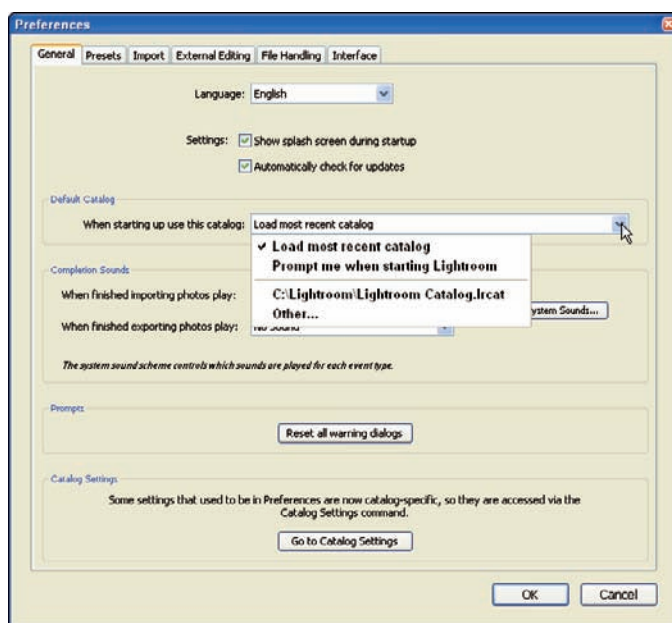 Preferences
General Presets Import External Editing File Handling Interface
Language: English
Settings: Show splash screen during startup
Automatically check for updates
Default Catalog
When starting up use this catalog: Load most recent catalog
Load most recent catalog
Prompt me when starting Lightroom
C:\Lightroom\Lightroom Catalog.lrcat
Other...
Completion Sounds
When finished importing photos play:
ystem Sounds...
When finished exporting photos play: No Sound
The system sound scheme controls which sounds are played for each event type.
Prompts
Reset all warning dialogs
Catalog Settings
Some settings that used to be in Preferences are now catalog-specific, so they are accessed via the
Catalog Settings command.
Go to Catalog Settings
OK Cancel